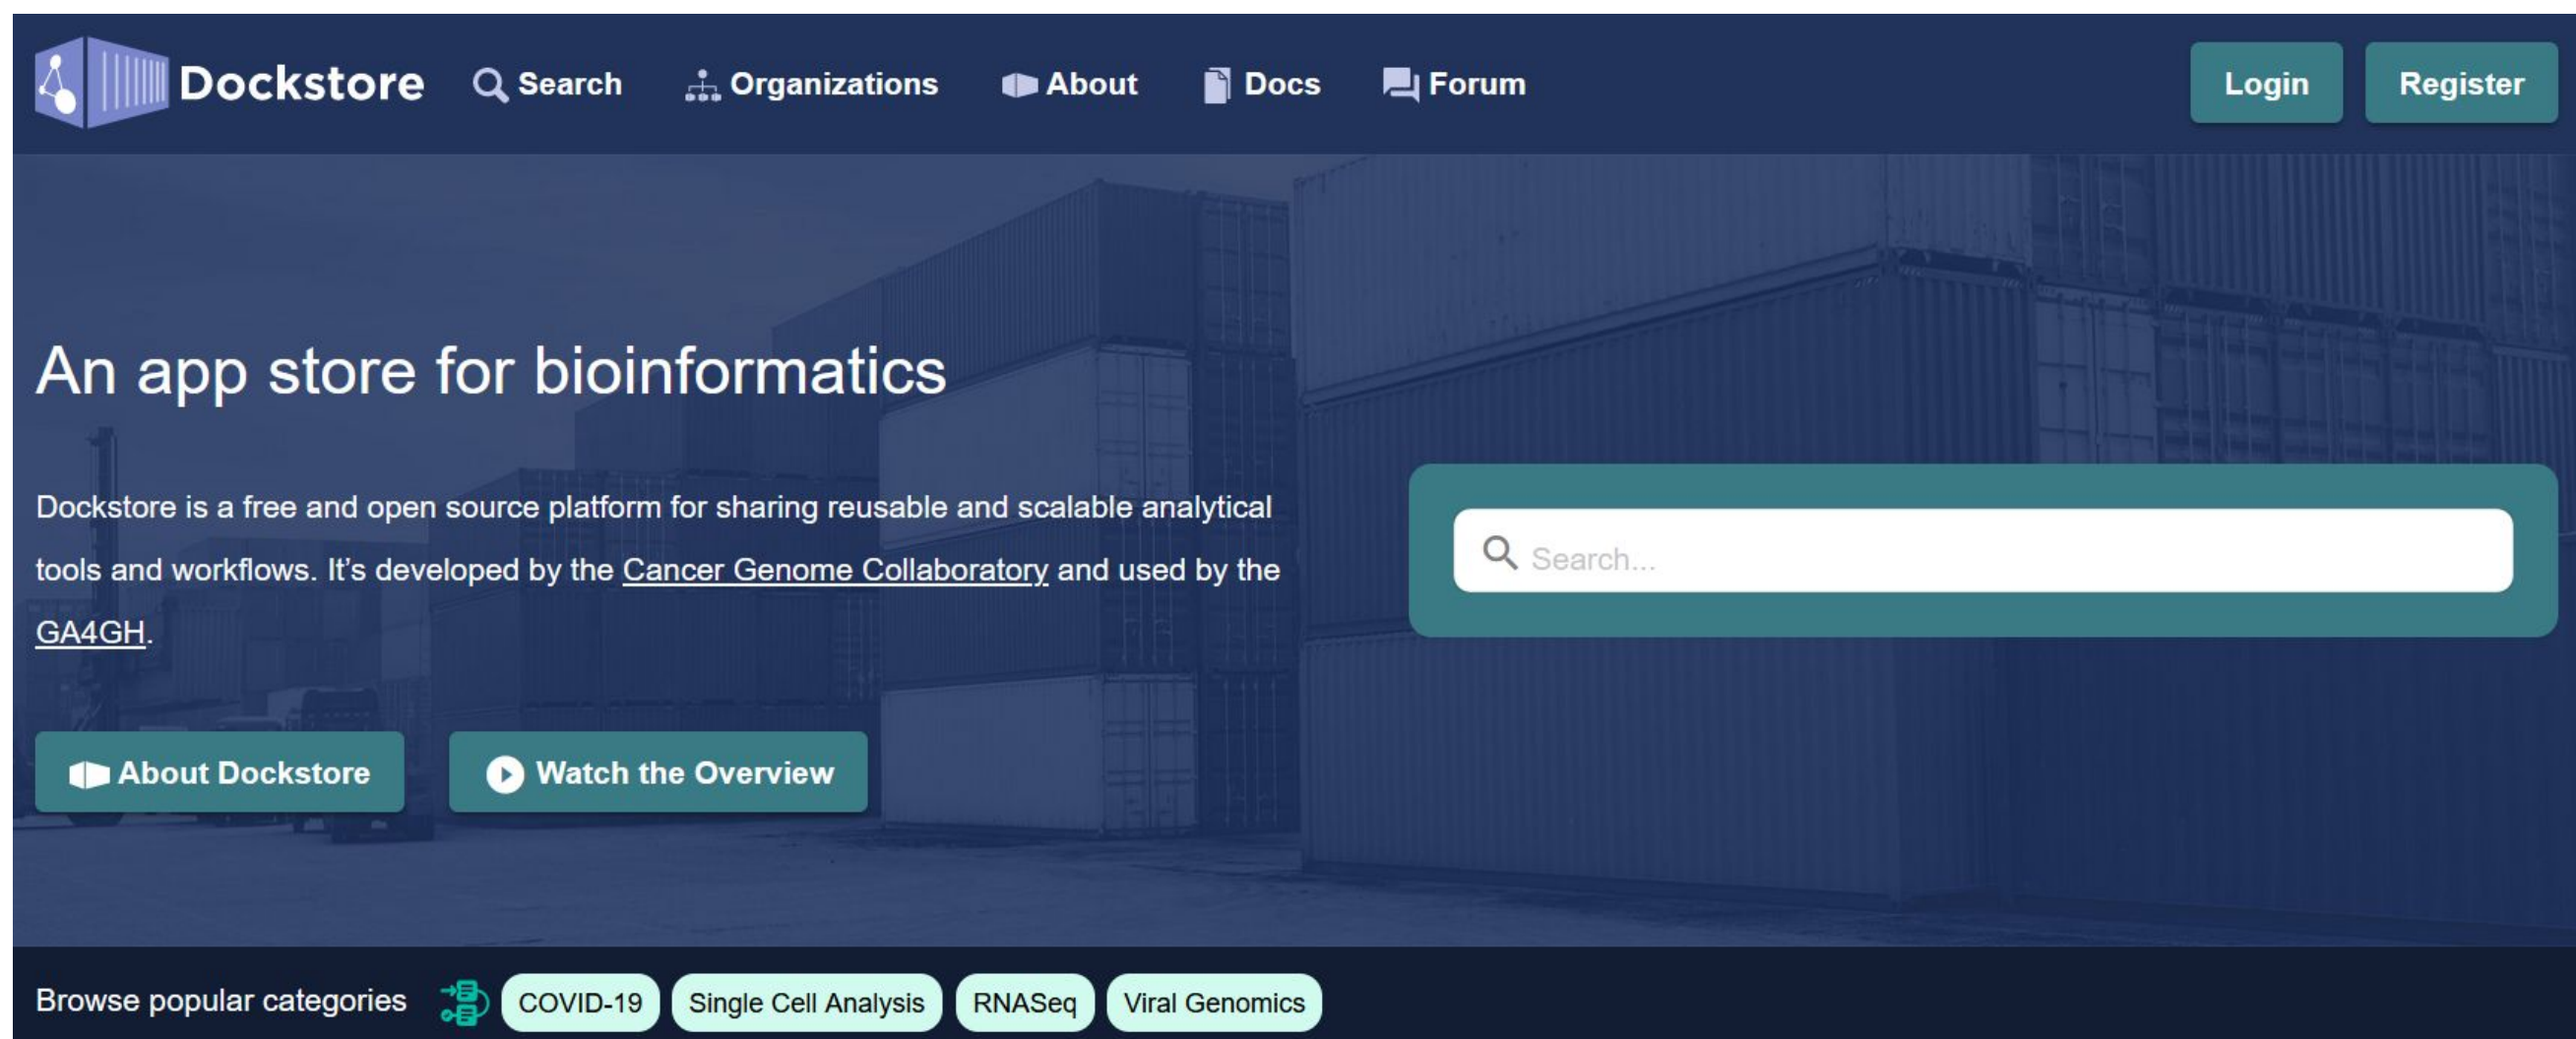 Dockstore Search Organizations About Docs Forum Login Register
An app store for bioinformatics
Dockstore is a free and open source platform for sharing reusable and scalable analytical
tools and workflows. It's developed by the Cancer Genome Collaboratory and used by the
GA4GH.
Search...
About Dockstore Watch the Overview
Browse popular categories COVID-19 Single Cell Analysis RNASeq Viral Genomics